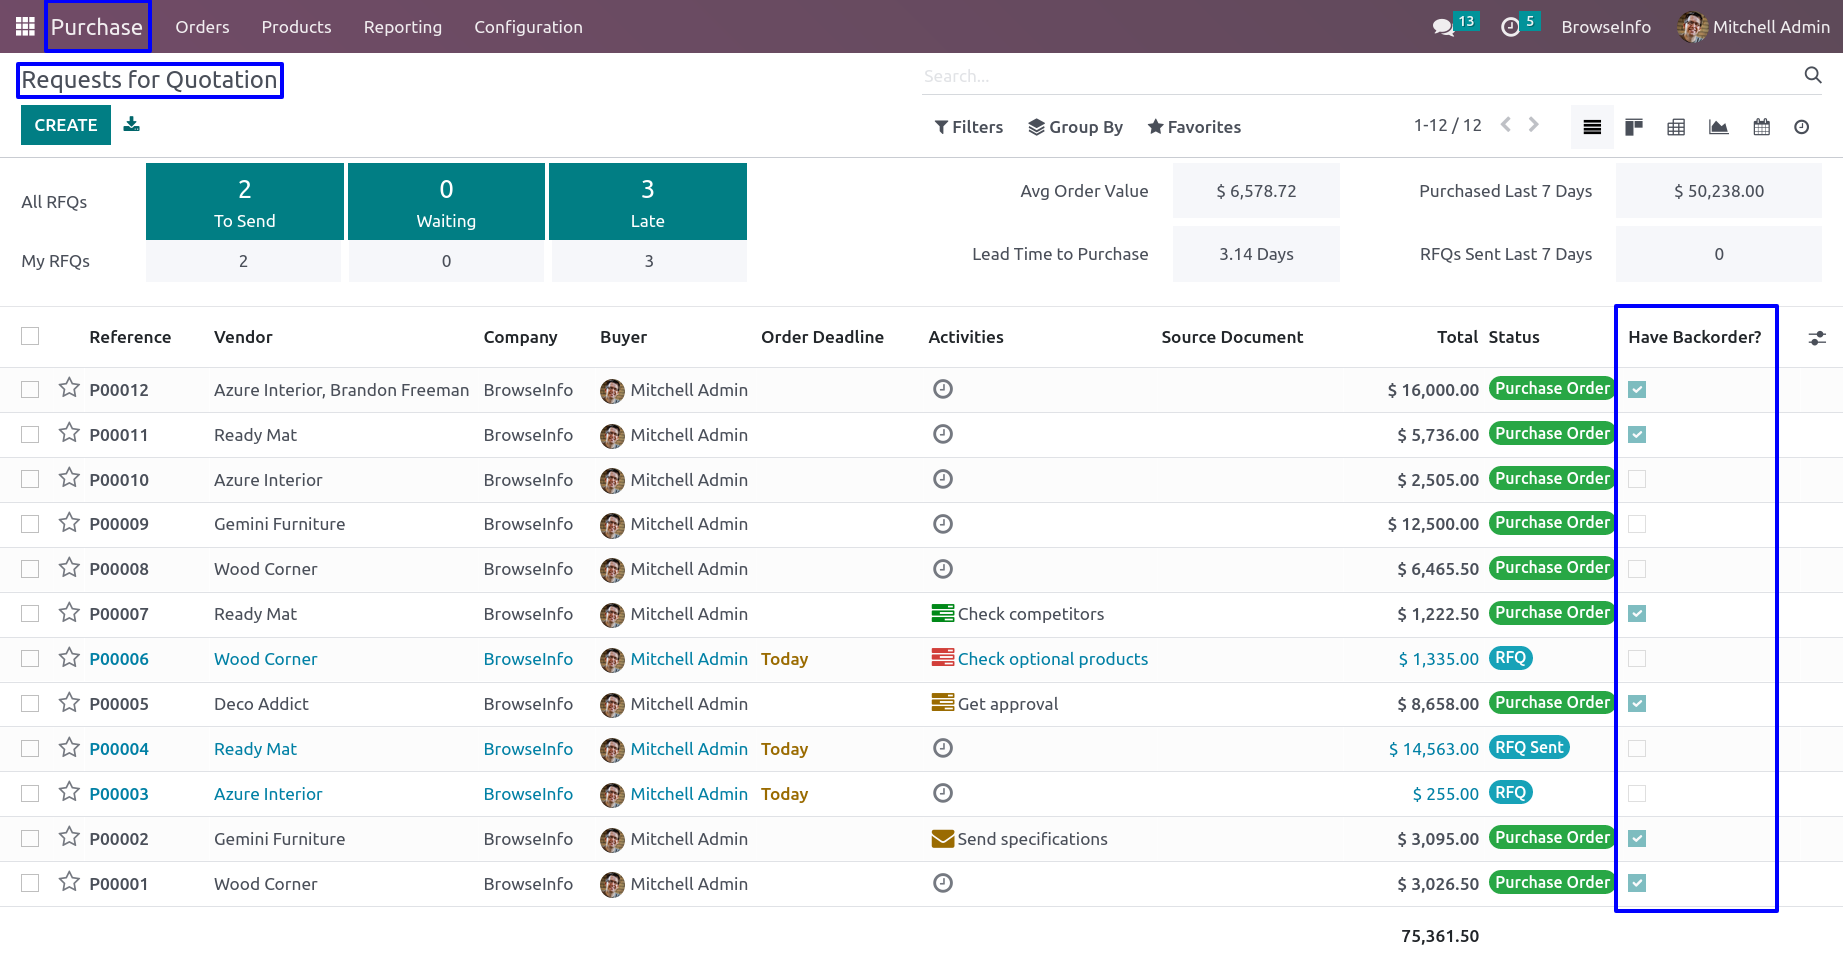 Purchase Orders Products Reporting Configuration 13 5 BrowseInfo Mitchell Admin
Requests for Quotation Search...
CREATE Filters Group By Favorites 1-12 / 12
All RFQs 2 To Send 0 Waiting 3 Late Avg Order Value $ 6,578.72 Purchased Last 7 Days $ 50,238.00
My RFQs 2 0 3 Lead Time to Purchase 3.14 Days RFQs Sent Last 7 Days 0
Reference Vendor Company Buyer Order Deadline Activities Source Document Total Status Have Backorder?
P00012 Azure Interior, Brandon Freeman BrowseInfo Mitchell Admin $ 16,000.00 Purchase Order
P00011 Ready Mat BrowseInfo Mitchell Admin $ 5,736.00 Purchase Order
P00010 Azure Interior BrowseInfo Mitchell Admin $ 2,505.00 Purchase Order
P00009 Gemini Furniture BrowseInfo Mitchell Admin $ 12,500.00 Purchase Order
P00008 Wood Corner BrowseInfo Mitchell Admin $ 6,465.50 Purchase Order
P00007 Ready Mat BrowseInfo Mitchell Admin Check competitors $ 1,222.50 Purchase Order
P00006 Wood Corner BrowseInfo Mitchell Admin Today Check optional products $ 1,335.00 RFQ
P00005 Deco Addict BrowseInfo Mitchell Admin Get approval $ 8,658.00 Purchase Order
P00004 Ready Mat BrowseInfo Mitchell Admin Today $ 14,563.00 RFQ Sent
P00003 Azure Interior BrowseInfo Mitchell Admin Today $ 255.00 RFQ
P00002 Gemini Furniture BrowseInfo Mitchell Admin Send specifications $ 3,095.00 Purchase Order
P00001 Wood Corner BrowseInfo Mitchell Admin $ 3,026.50 Purchase Order
75,361.50